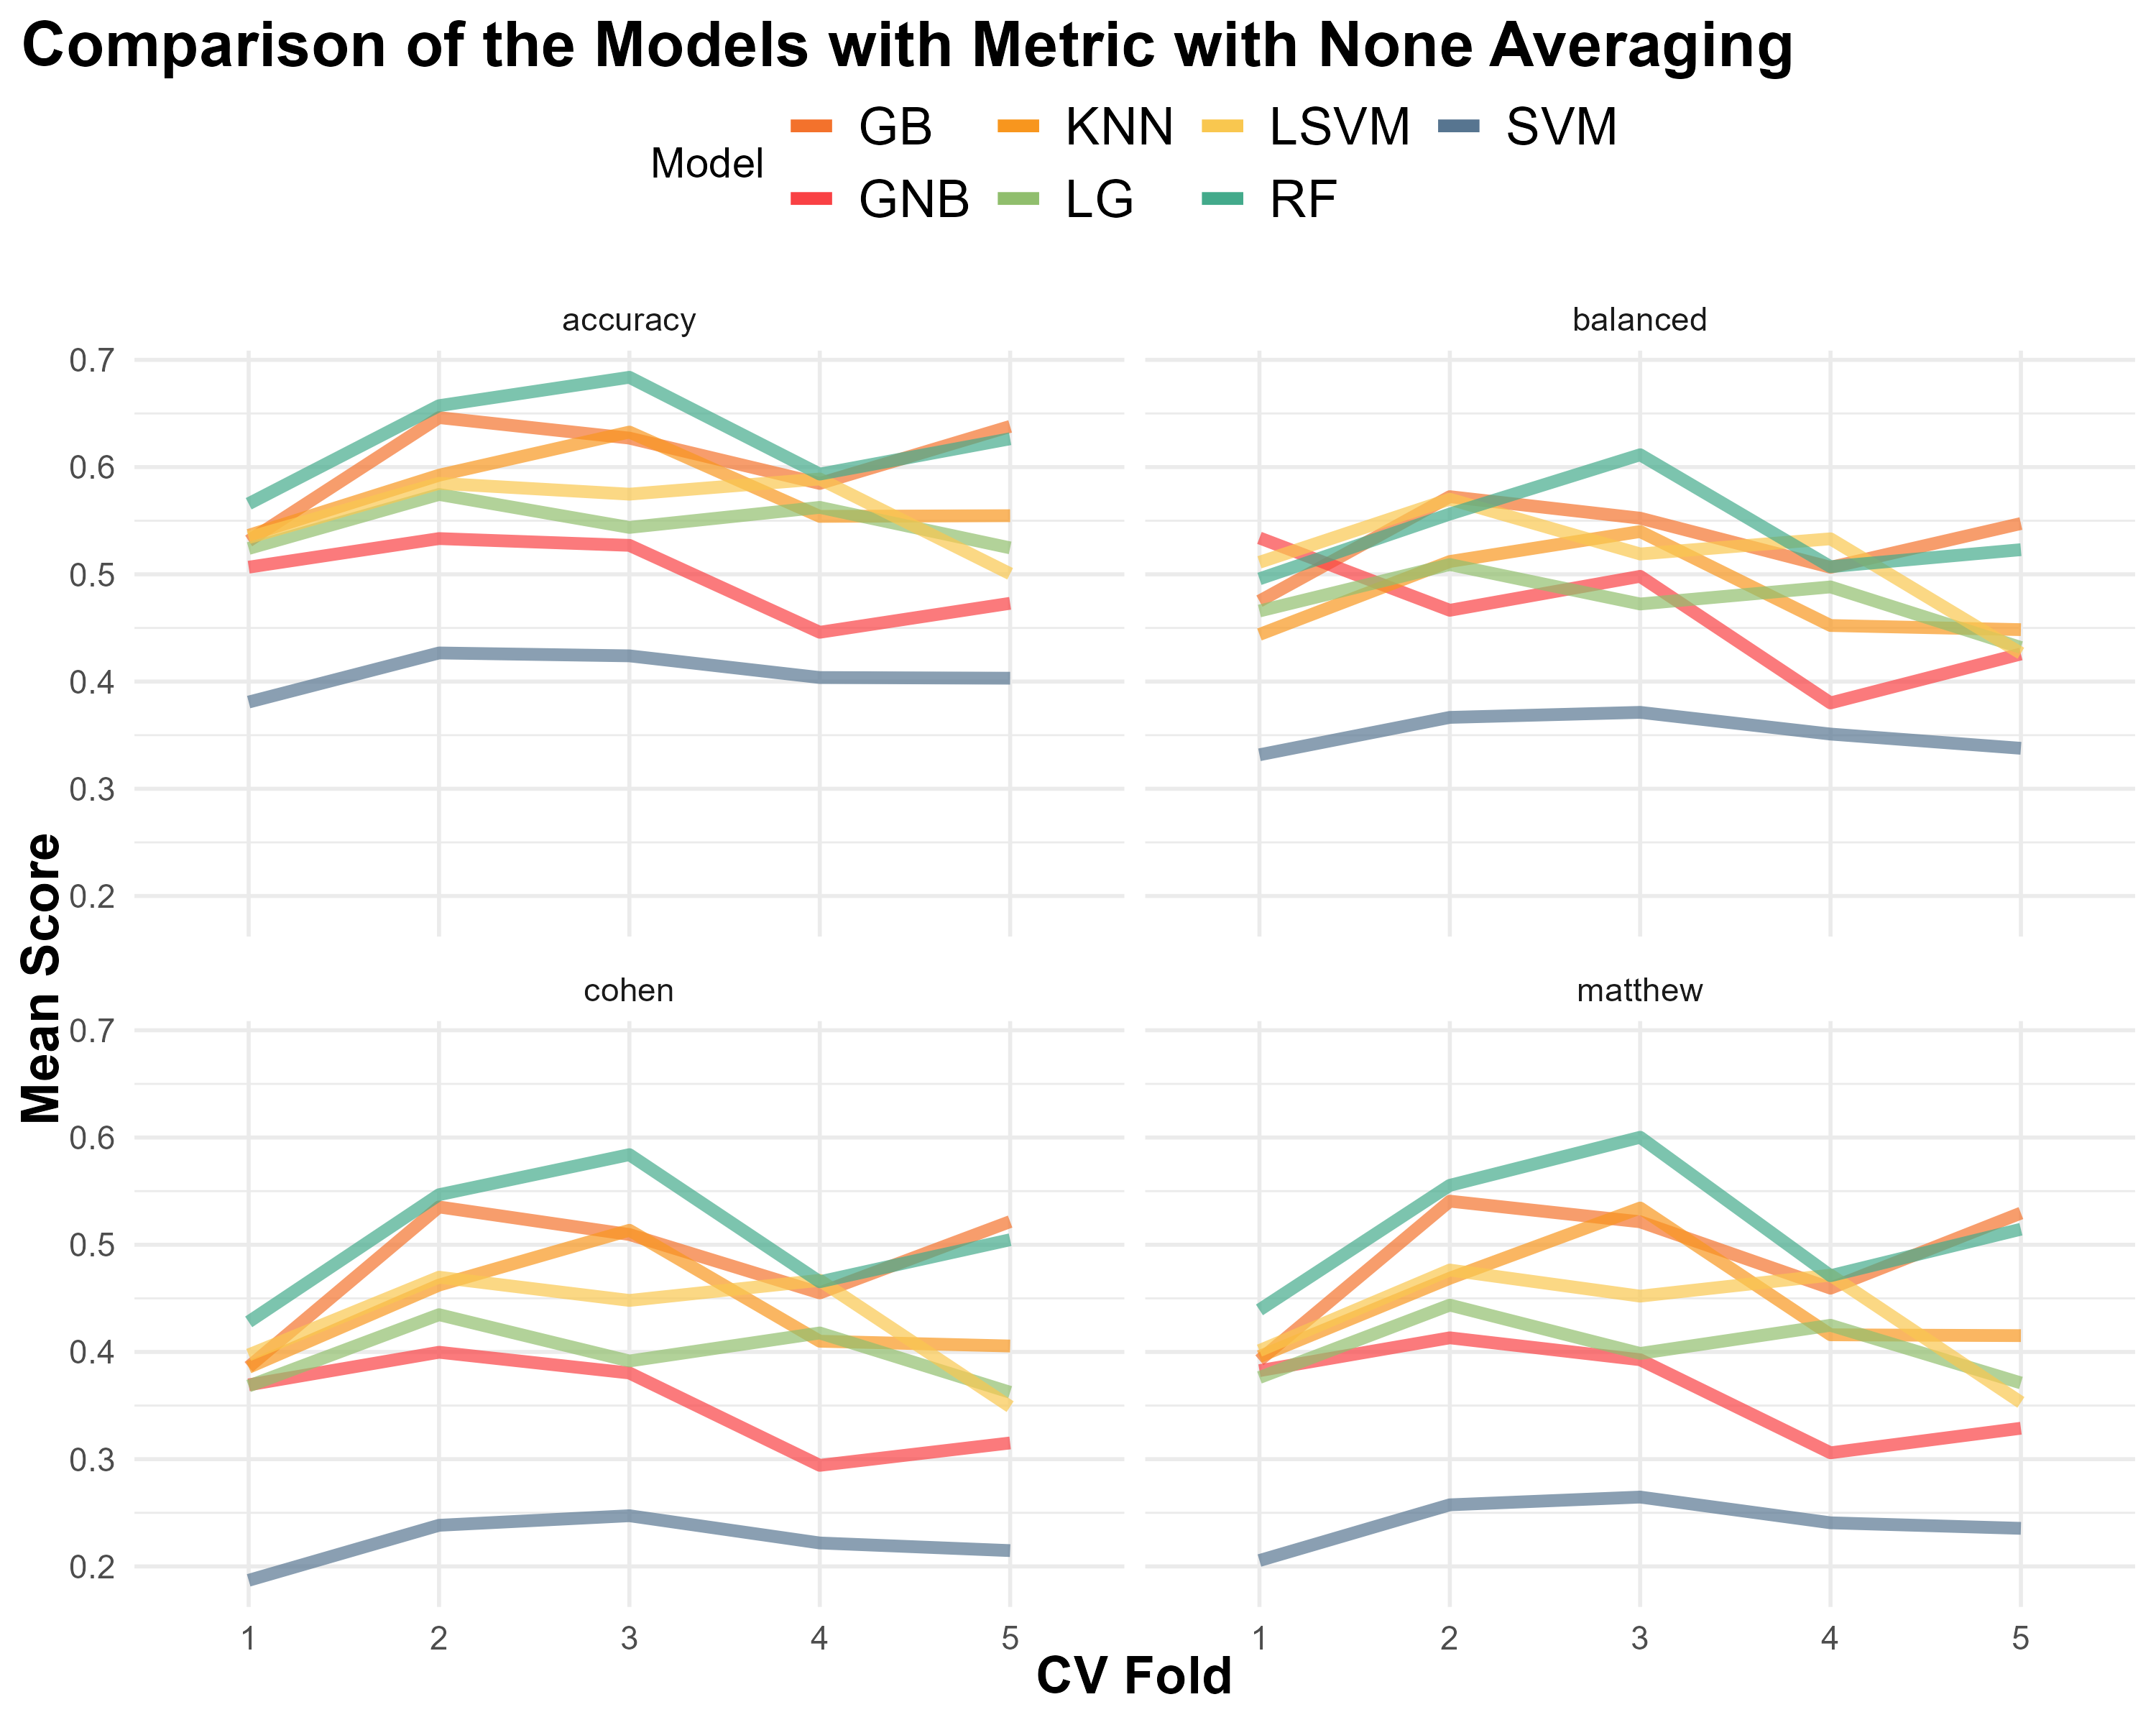 Comparison of the Models with Metric with None Averaging
Model
GB KNN LSVM SVM
GNB LG RF
accuracy balanced
0.7
0.6
0.5
0.4
0.3
0.2
Mean Score
cohen matthew
0.7
0.6
0.5
0.4
0.3
0.2
1 2 3 4 5 1 2 3 4 5
CV Fold